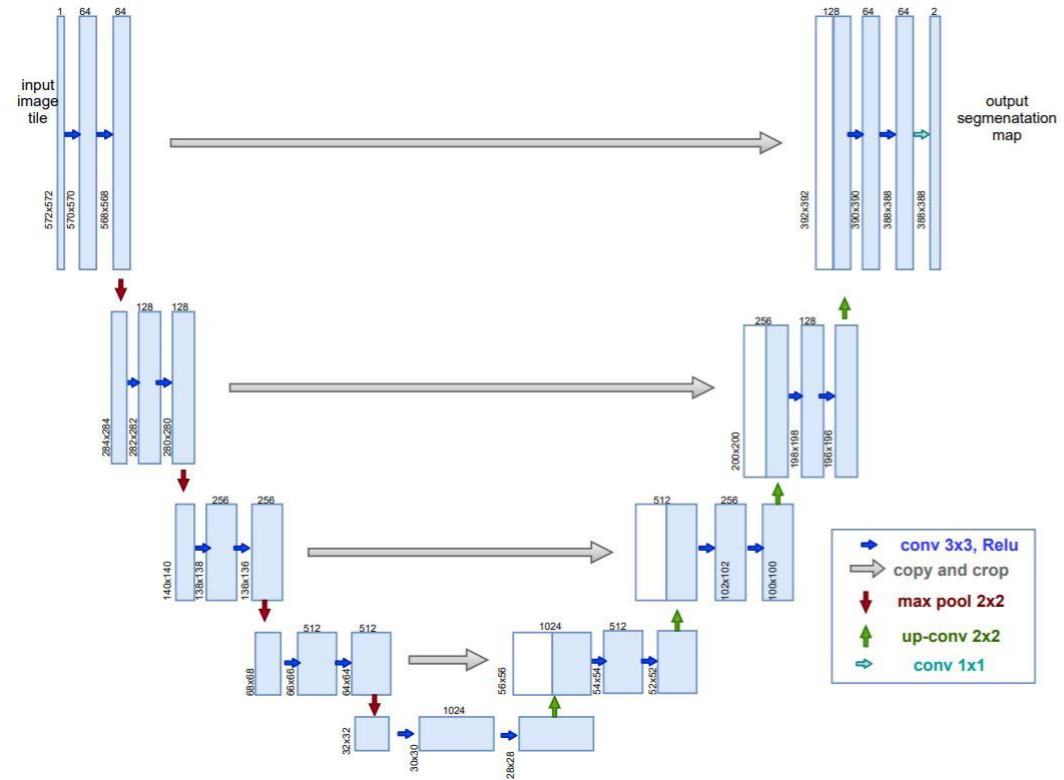 1 64 64
input
image
tile
572x572
570x570
568x568
128 64 64 2
output
segmenatation
map
392x392
390x390
388x388
388x388
128 128
284x284
282x282
280x280
256 128
200x200
198x198
196x196
256 256
140x140
138x138
136x136
512 256
102x102
100x100
512 512
68x68
66x66
64x64
1024 512
56x56
54x54
52x52
1024
32x32
30x30
28x28
conv 3x3, Relu
copy and crop
max pool 2x2
up-conv 2x2
conv 1x1